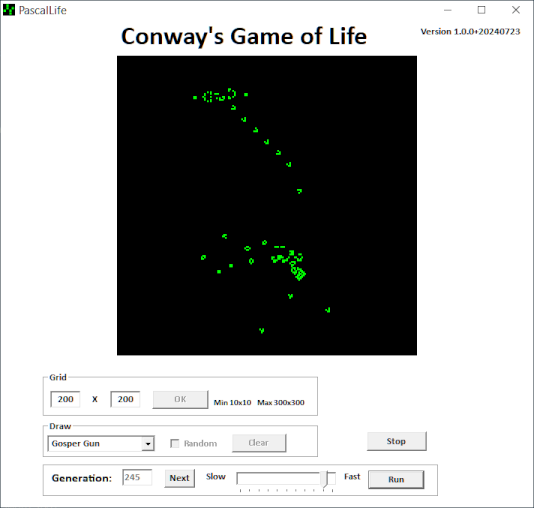 PascalLife
Conway's Game of Life
Version 1.0.0+20240723
Grid
200 X 200 OK Min 10x10 Max 300x300
Draw
Gosper Gun Random Clear
Stop
Generation: 245 Next Slow Fast Run